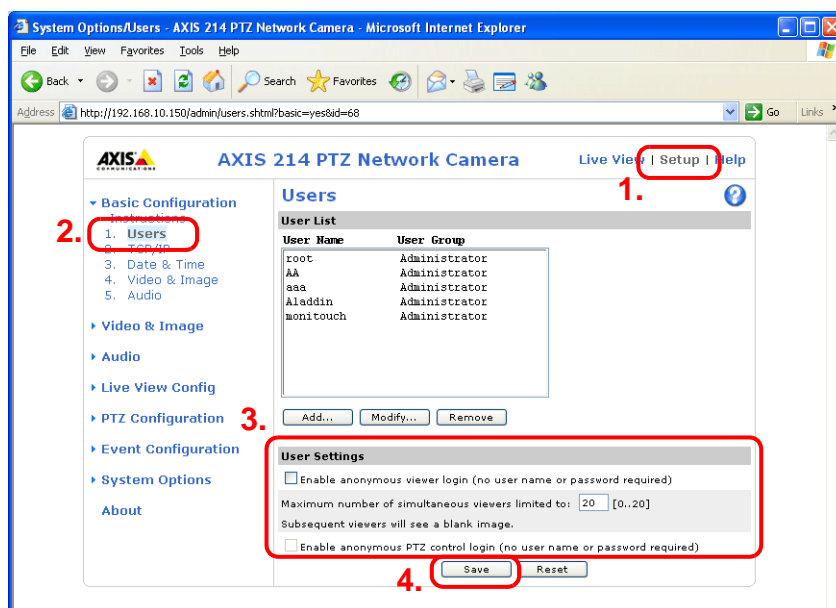 System Options/Users - AXIS 214 PTZ Network Camera - Microsoft Internet Explorer
File Edit View Favorites Tools Help
Back Search Favorites
Address http://192.168.10.150/admin/users.shtml?basic=yes&id=68 Go Links
AXIS COMMUNICATIONS
AXIS 214 PTZ Network Camera
Live View | Setup | Help
1.
Basic Configuration
Instructions
2.
1. Users
2. TCP/IP
3. Date & Time
4. Video & Image
5. Audio
Video & Image
Audio
Live View Config
PTZ Configuration
Event Configuration
System Options
About
Users
User List
User Name User Group
root Administrator
AA Administrator
aaa Administrator
Aladdin Administrator
monitouch Administrator
Add... Modify... Remove
3.
User Settings
Enable anonymous viewer login (no user name or password required)
Maximum number of simultaneous viewers limited to: 20 [0..20]
Subsequent viewers will see a blank image.
Enable anonymous PTZ control login (no user name or password required)
4.
Save Reset